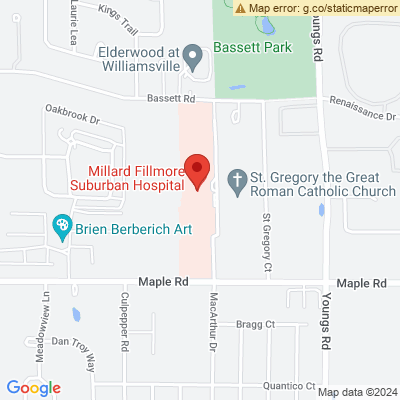 Map error: g.co/staticmaperror
Kings Trail
Laurie Lea
Bassett Park
Youngs Rd
Elderwood at
Williamsville
Bassett Rd
Renaissance Dr
Oakbrook Dr
Millard Fillmore
Suburban Hospital
St. Gregory the Great
Roman Catholic Church
St Gregory Ct
Brien Berberich Art
Maple Rd
Maple Rd
Meadowview Ln
Culpepper Rd
MacArthur Dr
Youngs Rd
Bragg Ct
Dan Troy Way
Quantico Ct
Google
Map data ©2024